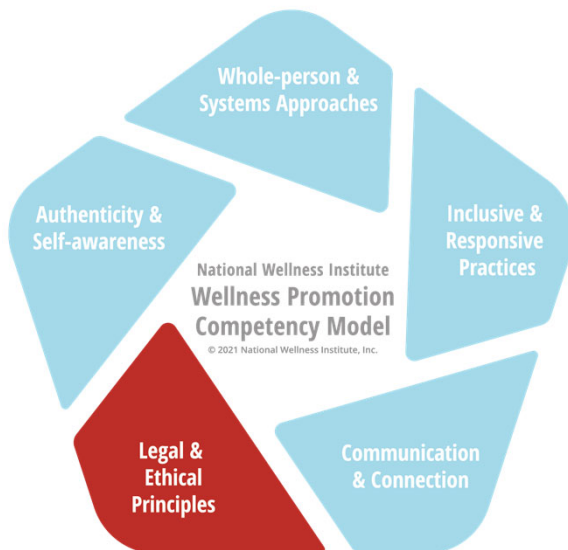 Whole-person &
Systems Approaches
Authenticity &
Self-awareness
Inclusive &
Responsive
Practices
National Wellness Institute
Wellness Promotion
Competency Model
© 2021 National Wellness Institute, Inc.
Legal &
Ethical
Principles
Communication
& Connection